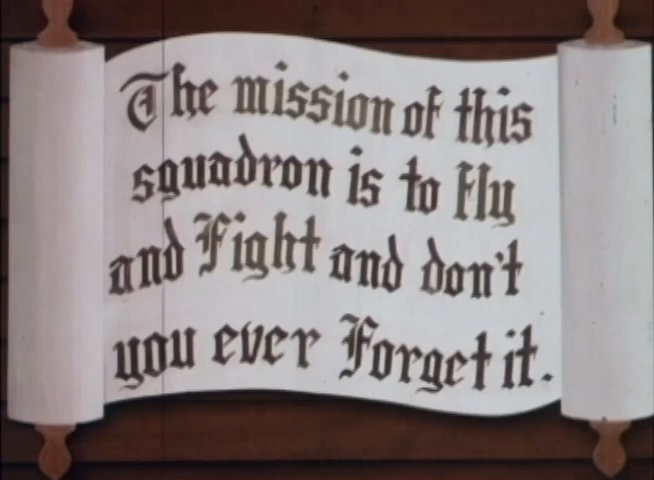 The mission of this
squadron is to Fly
and Fight and don't
you ever Forget it.